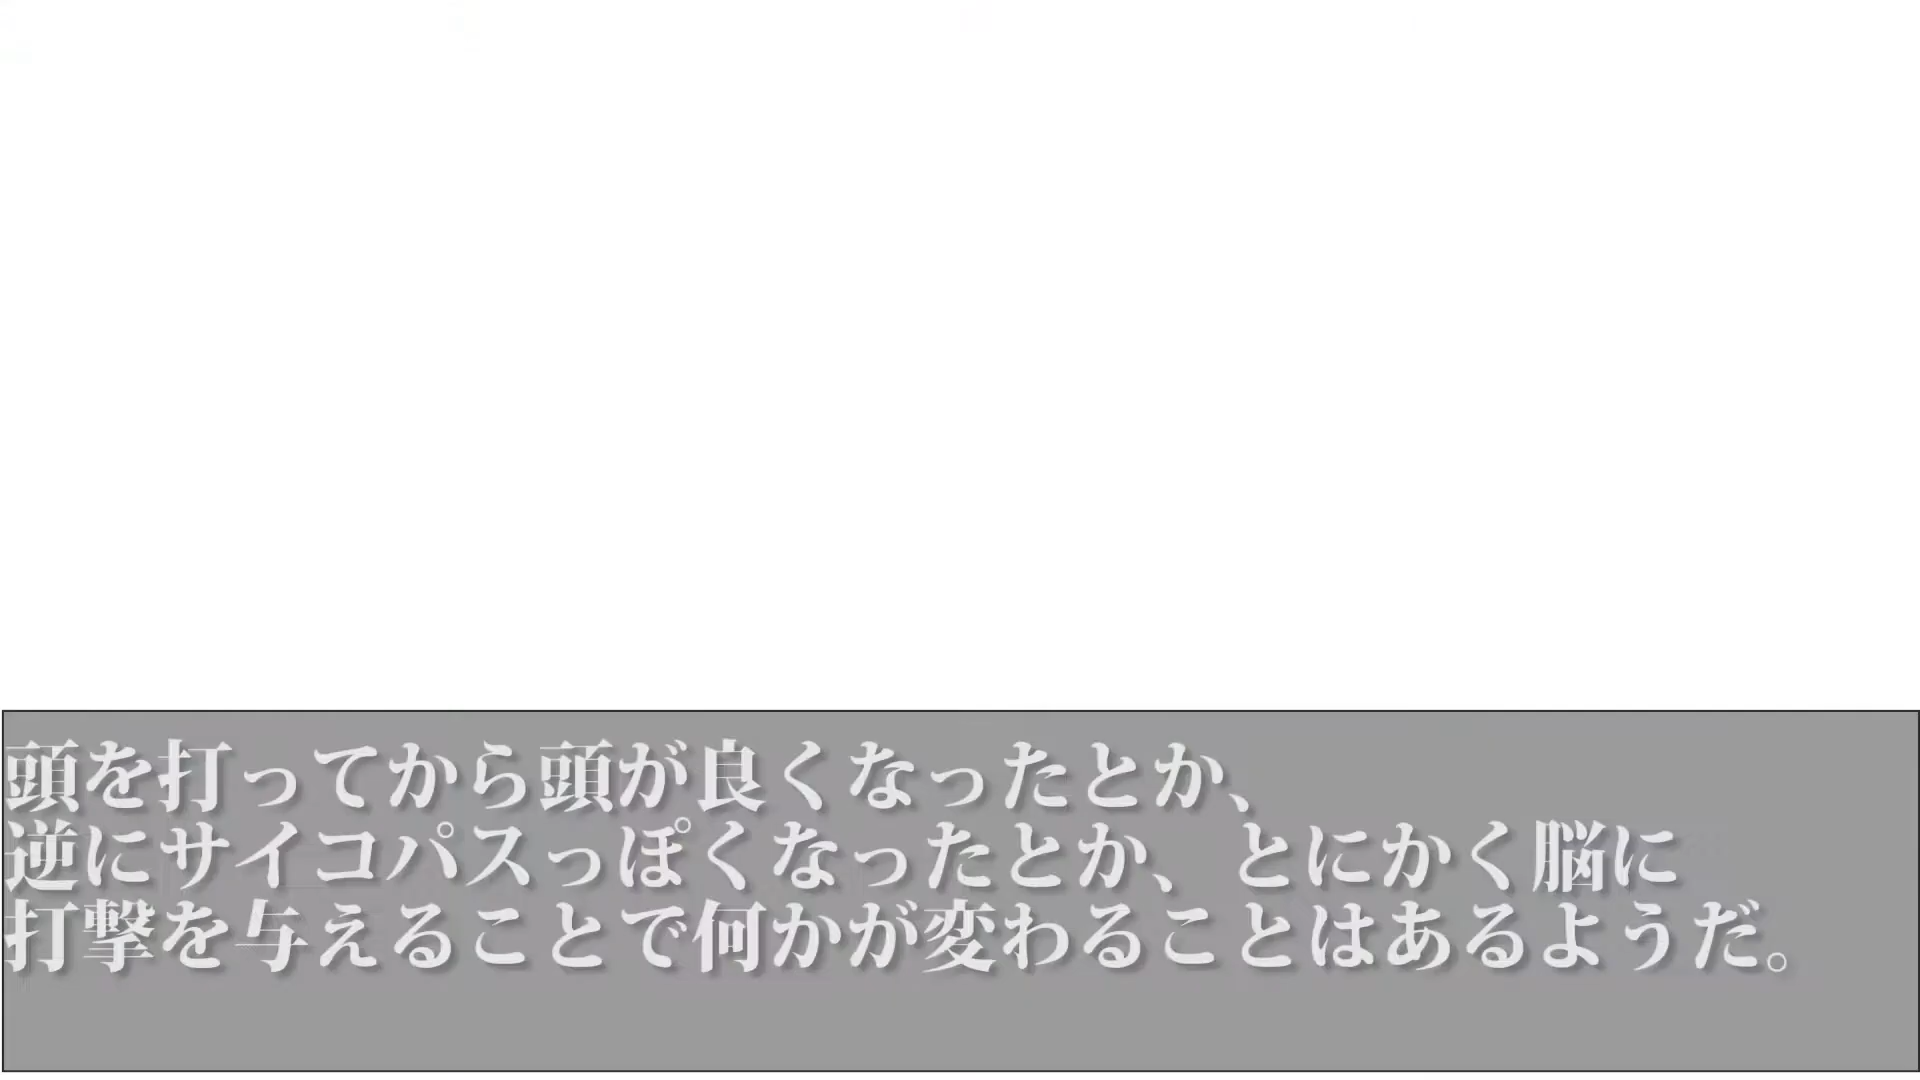 頭を打ってから頭が良くなったとか、
逆にサイコパスっぽくなったとか、とにかく脳に
打撃を与えることで何かが変わることはあるようだ。